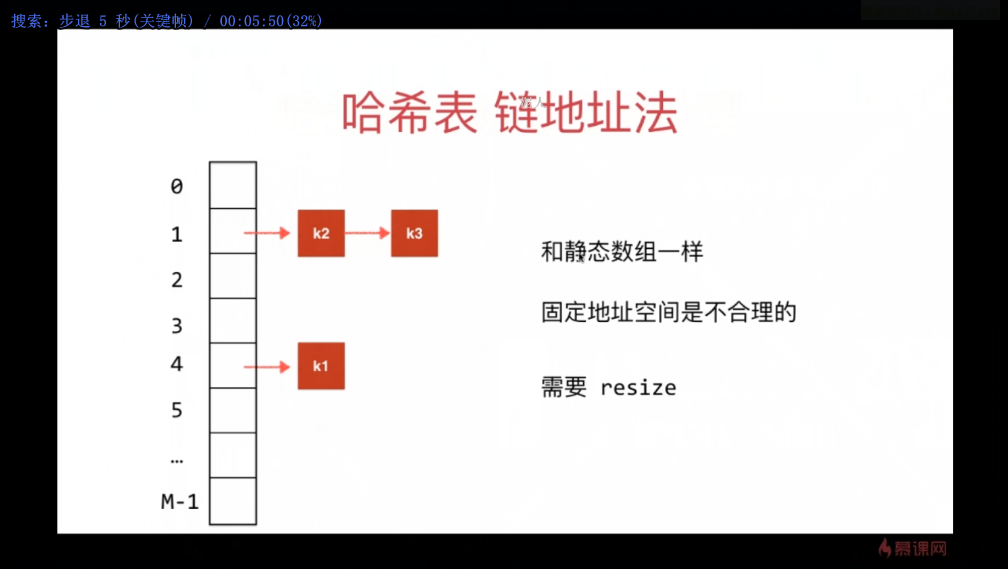 搜索: 步退 5 秒(关键帧) / 00:05:50(32%)
哈希表 链地址法
0
1
k2
k3
2
3
4
k1
5
…
M-1
和静态数组一样
固定地址空间是不合理的
需要 resize
慕课网